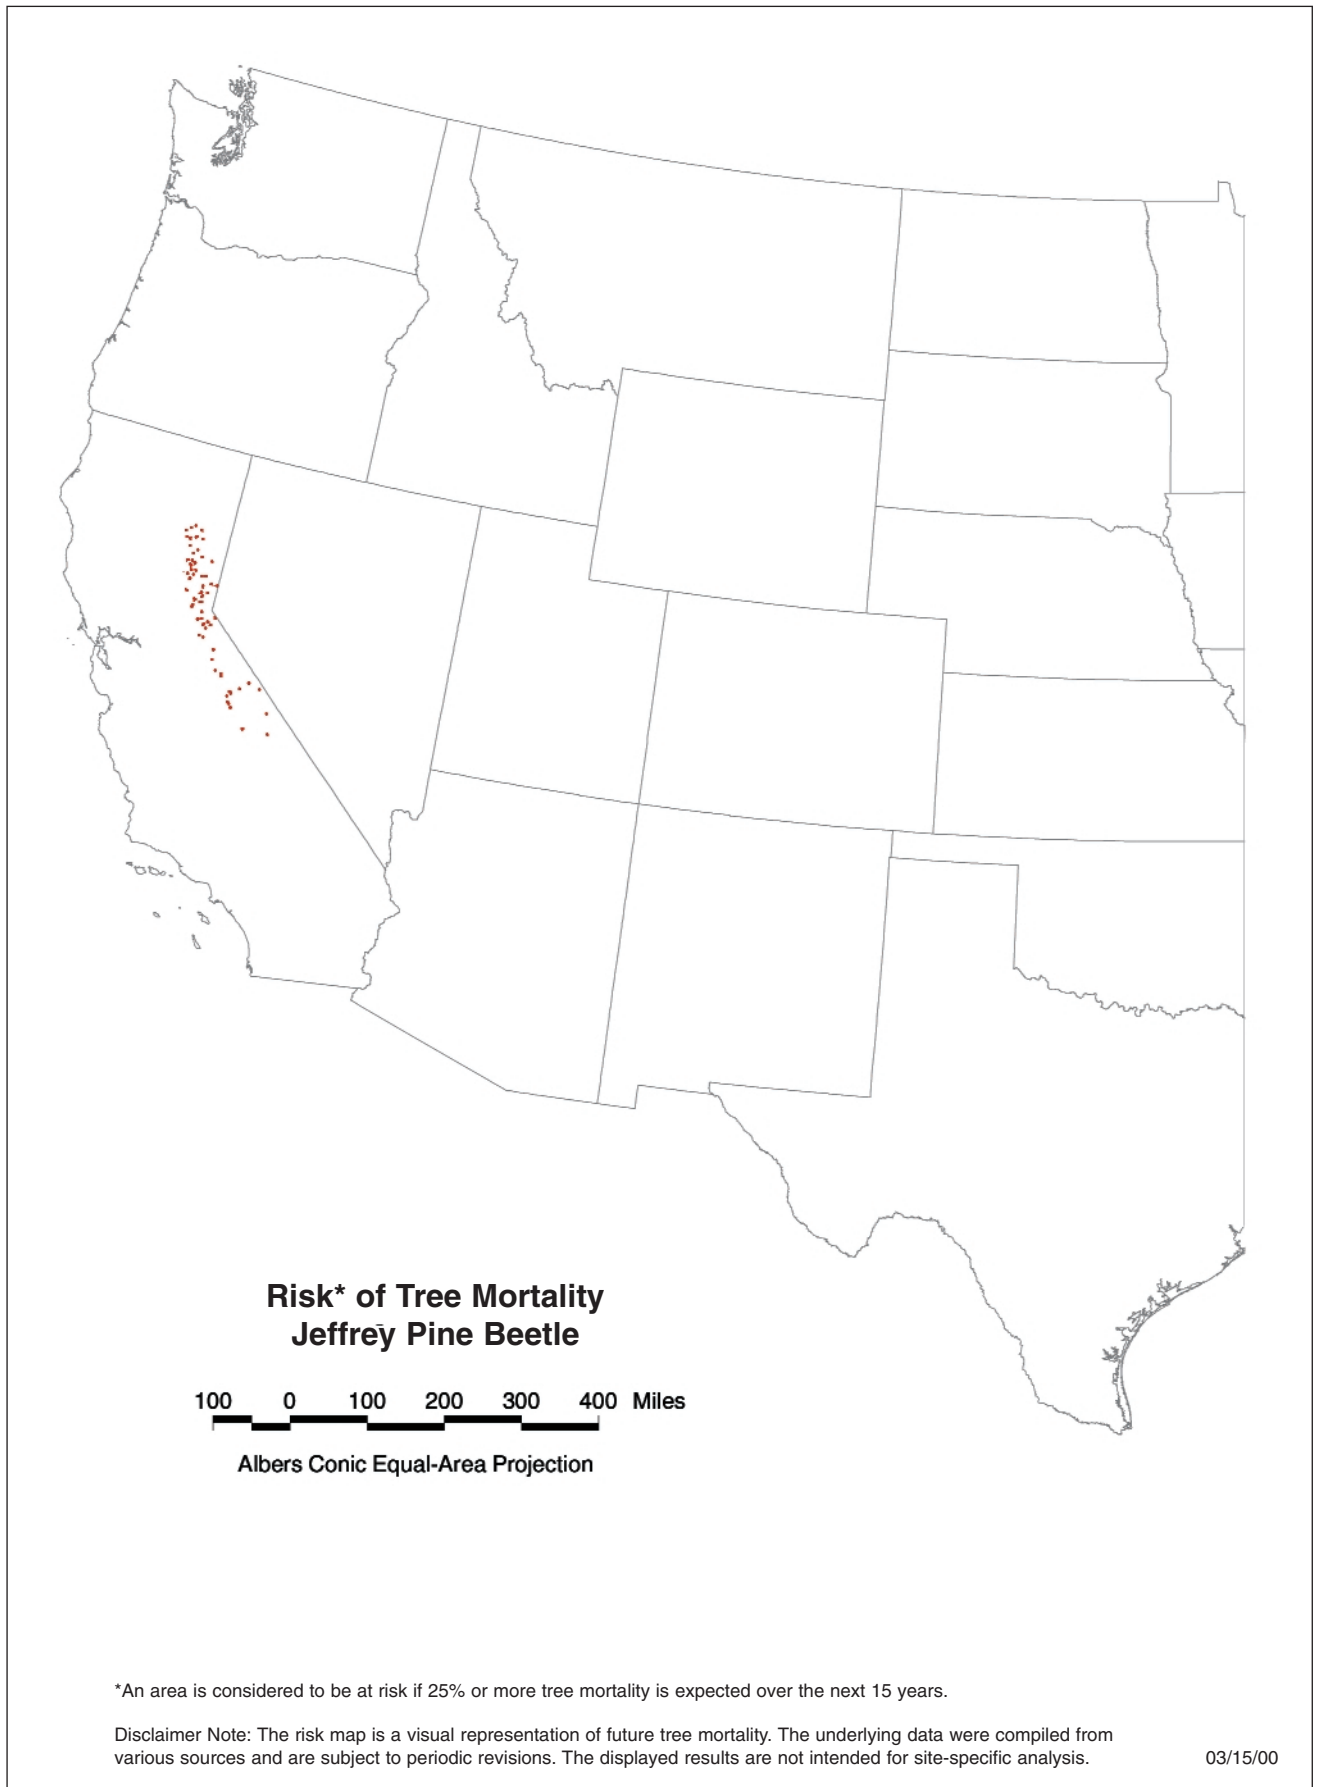 Risk* of Tree Mortality
Jeffrey Pine Beetle
100 0 100 200 300 400 Miles
Albers Conic Equal-Area Projection
*An area is considered to be at risk if 25% or more tree mortality is expected over the next 15 years.
Disclaimer Note: The risk map is a visual representation of future tree mortality. The underlying data were compiled from
various sources and are subject to periodic revisions. The displayed results are not intended for site-specific analysis.
03/15/00